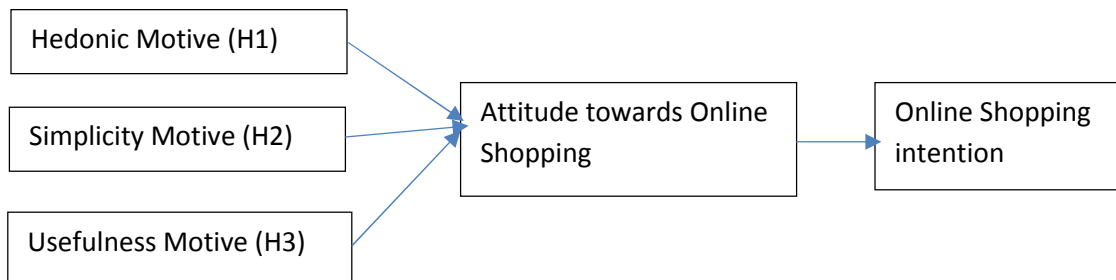 Hedonic Motive (H1)
Simplicity Motive (H2)
Usefulness Motive (H3)
Attitude towards Online
Shopping
Online Shopping
intention